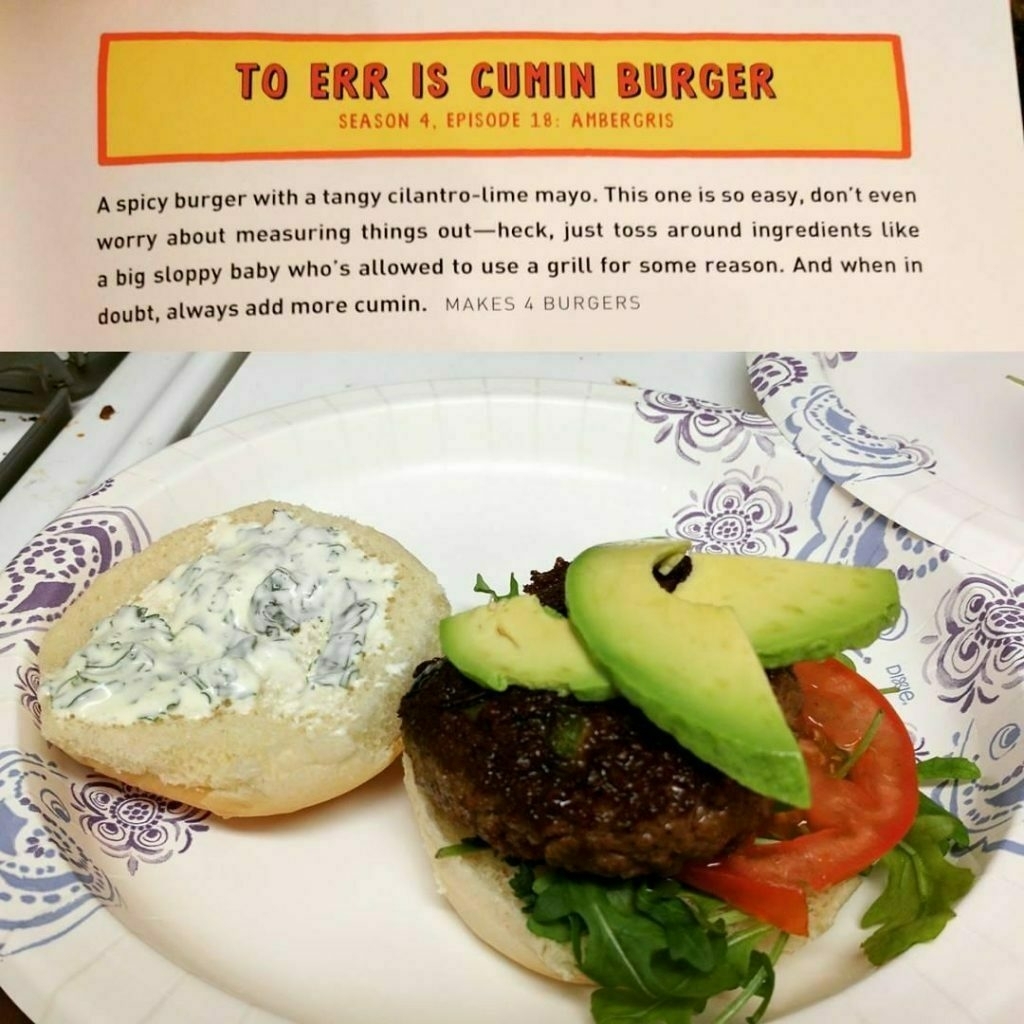 TO ERR IS CUMIN BURGER
SEASON 4, EPISODE 18: AMBERGRIS
A spicy burger with a tangy cilantro-lime mayo. This one is so easy, don't even
worry about measuring things out—heck, just toss around ingredients like
a big sloppy baby who's allowed to use a grill for some reason. And when in
doubt, always add more cumin. MAKES 4 BURGERS
DIXIE